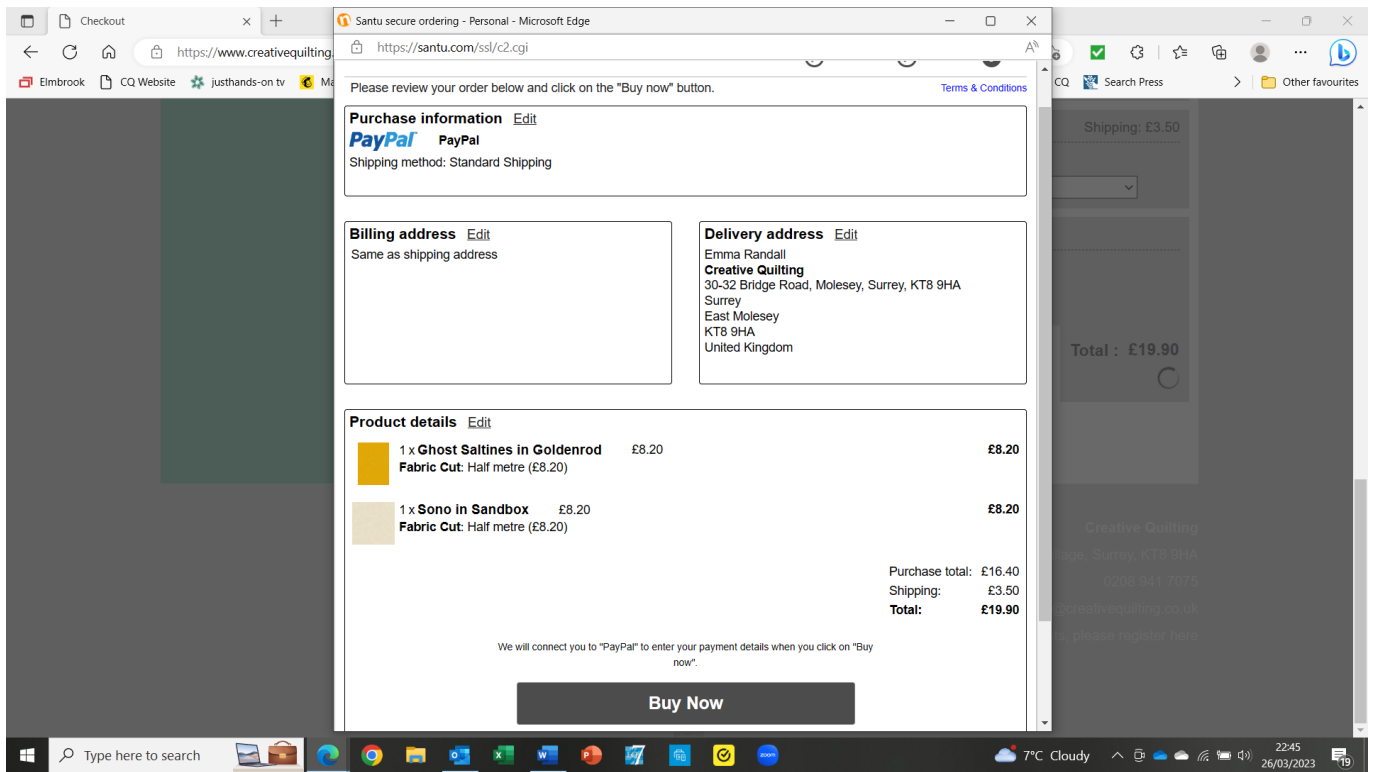 Checkout
Santu secure ordering - Personal - Microsoft Edge
https://www.creativequilting.
https://santu.com/ssl/c2.cgi
Elmbrook
CQ Website
justhands-on tv
Ma
CQ
Search Press
Other favourites
Please review your order below and click on the "Buy now" button.
Terms & Conditions
Purchase information Edit
PayPal PayPal
Shipping method: Standard Shipping
Shipping: £3.50
Billing address Edit
Same as shipping address
Delivery address Edit
Emma Randall
Creative Quilting
30-32 Bridge Road, Molesey, Surrey, KT8 9HA
Surrey
East Molesey
KT8 9HA
United Kingdom
Total : £19.90
Product details Edit
1 x Ghost Saltines in Goldenrod £8.20 £8.20
Fabric Cut: Half metre (£8.20)
1 x Sono in Sandbox £8.20 £8.20
Fabric Cut: Half metre (£8.20)
Purchase total: £16.40
Shipping: £3.50
Total: £19.90
We will connect you to "PayPal" to enter your payment details when you click on "Buy
now".
Buy Now
Creative Quilting
lage, Surrey, KT8 9HA
0208 941 7075
creativequilting.co.uk
rs, please register here
Type here to search
zoom
7°C Cloudy
22:45
26/03/2023
19